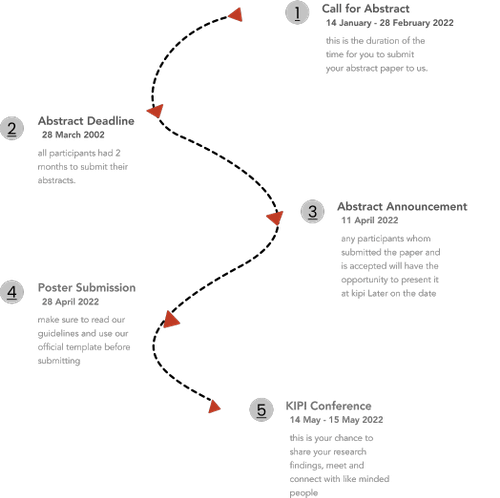 1
Call for Abstract
14 January - 28 February 2022
this is the duration of the
time for you to submit
your abstract paper to us.
2
Abstract Deadline
28 March 2002
all participants had 2
months to submit their
abstracts.
3
Abstract Announcement
11 April 2022
any participants whom
submitted the paper and
is accepted will have the
opportunity to present it
at kipi Later on the date
4
Poster Submission
28 April 2022
make sure to read our
guidelines and use our
official template before
submitting
5
KIPI Conference
14 May - 15 May 2022
this is your chance to
share your research
findings, meet and
connect with like minded
people